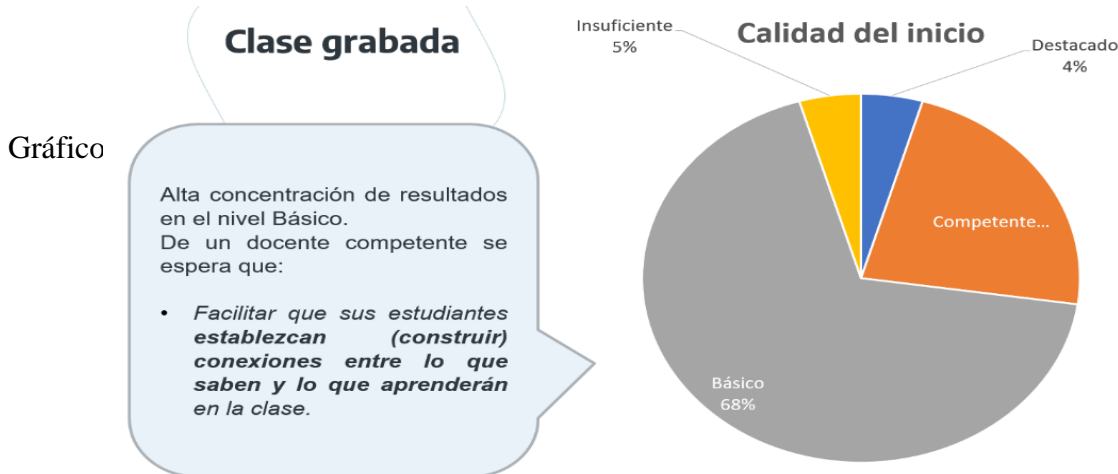 Clase grabada
Gráfico
Alta concentración de resultados
en el nivel Básico.
De un docente competente se
espera que:
• Facilitar que sus estudiantes
establezcan (construir)
conexiones entre lo que
saben y lo que aprenderán
en la clase.
Calidad del inicio
Insuficiente
5%
Destacado
4%
Competente...
Básico
68%